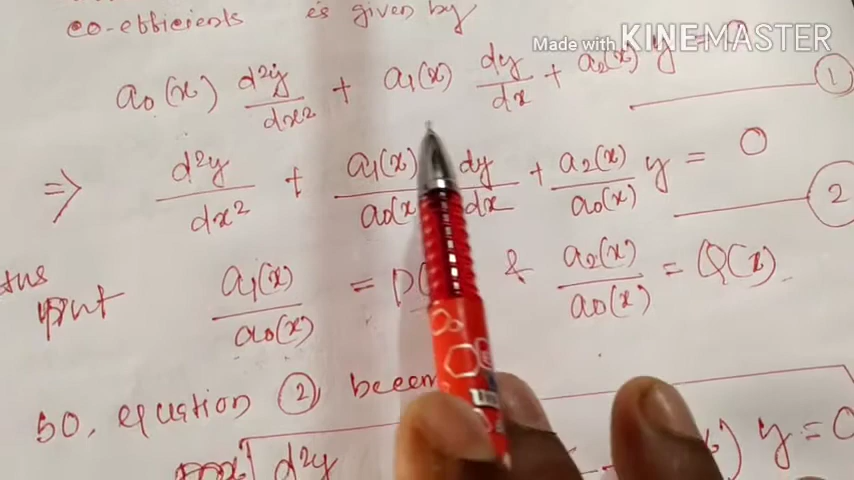 co-efficients is given by
Made with KINEMASTER
a₀(x) d²y/dx² + a₁(x) dy/dx + a₂(x) y = 0 ①
⇒ d²y/dx² + a₁(x)/a₀(x dy/dx + a₂(x)/a₀(x) y = 0 ②
a₁(x)/a₀(x) = P( & a₂(x)/a₀(x) = Q(x)
so, equation ②
d²y y = 0